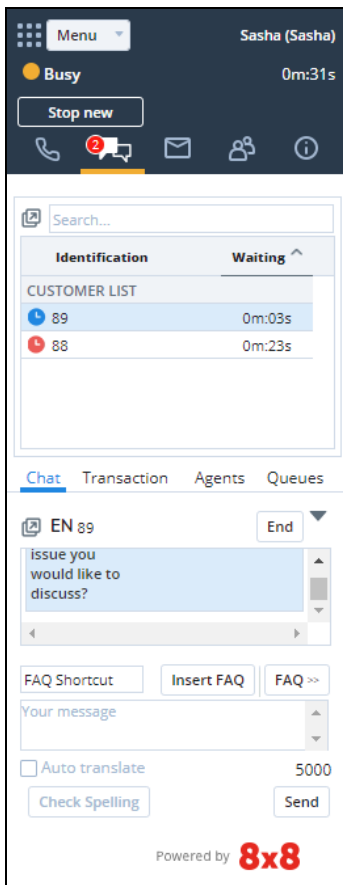 Menu
Sasha (Sasha)
Busy
0m:31s
Stop new
2
Search...
Identification
Waiting
CUSTOMER LIST
89
0m:03s
88
0m:23s
Chat
Transaction
Agents
Queues
EN 89
End
issue you
would like to
discuss?
FAQ Shortcut
Insert FAQ
FAQ >>
Your message
Auto translate
5000
Check Spelling
Send
Powered by 8x8